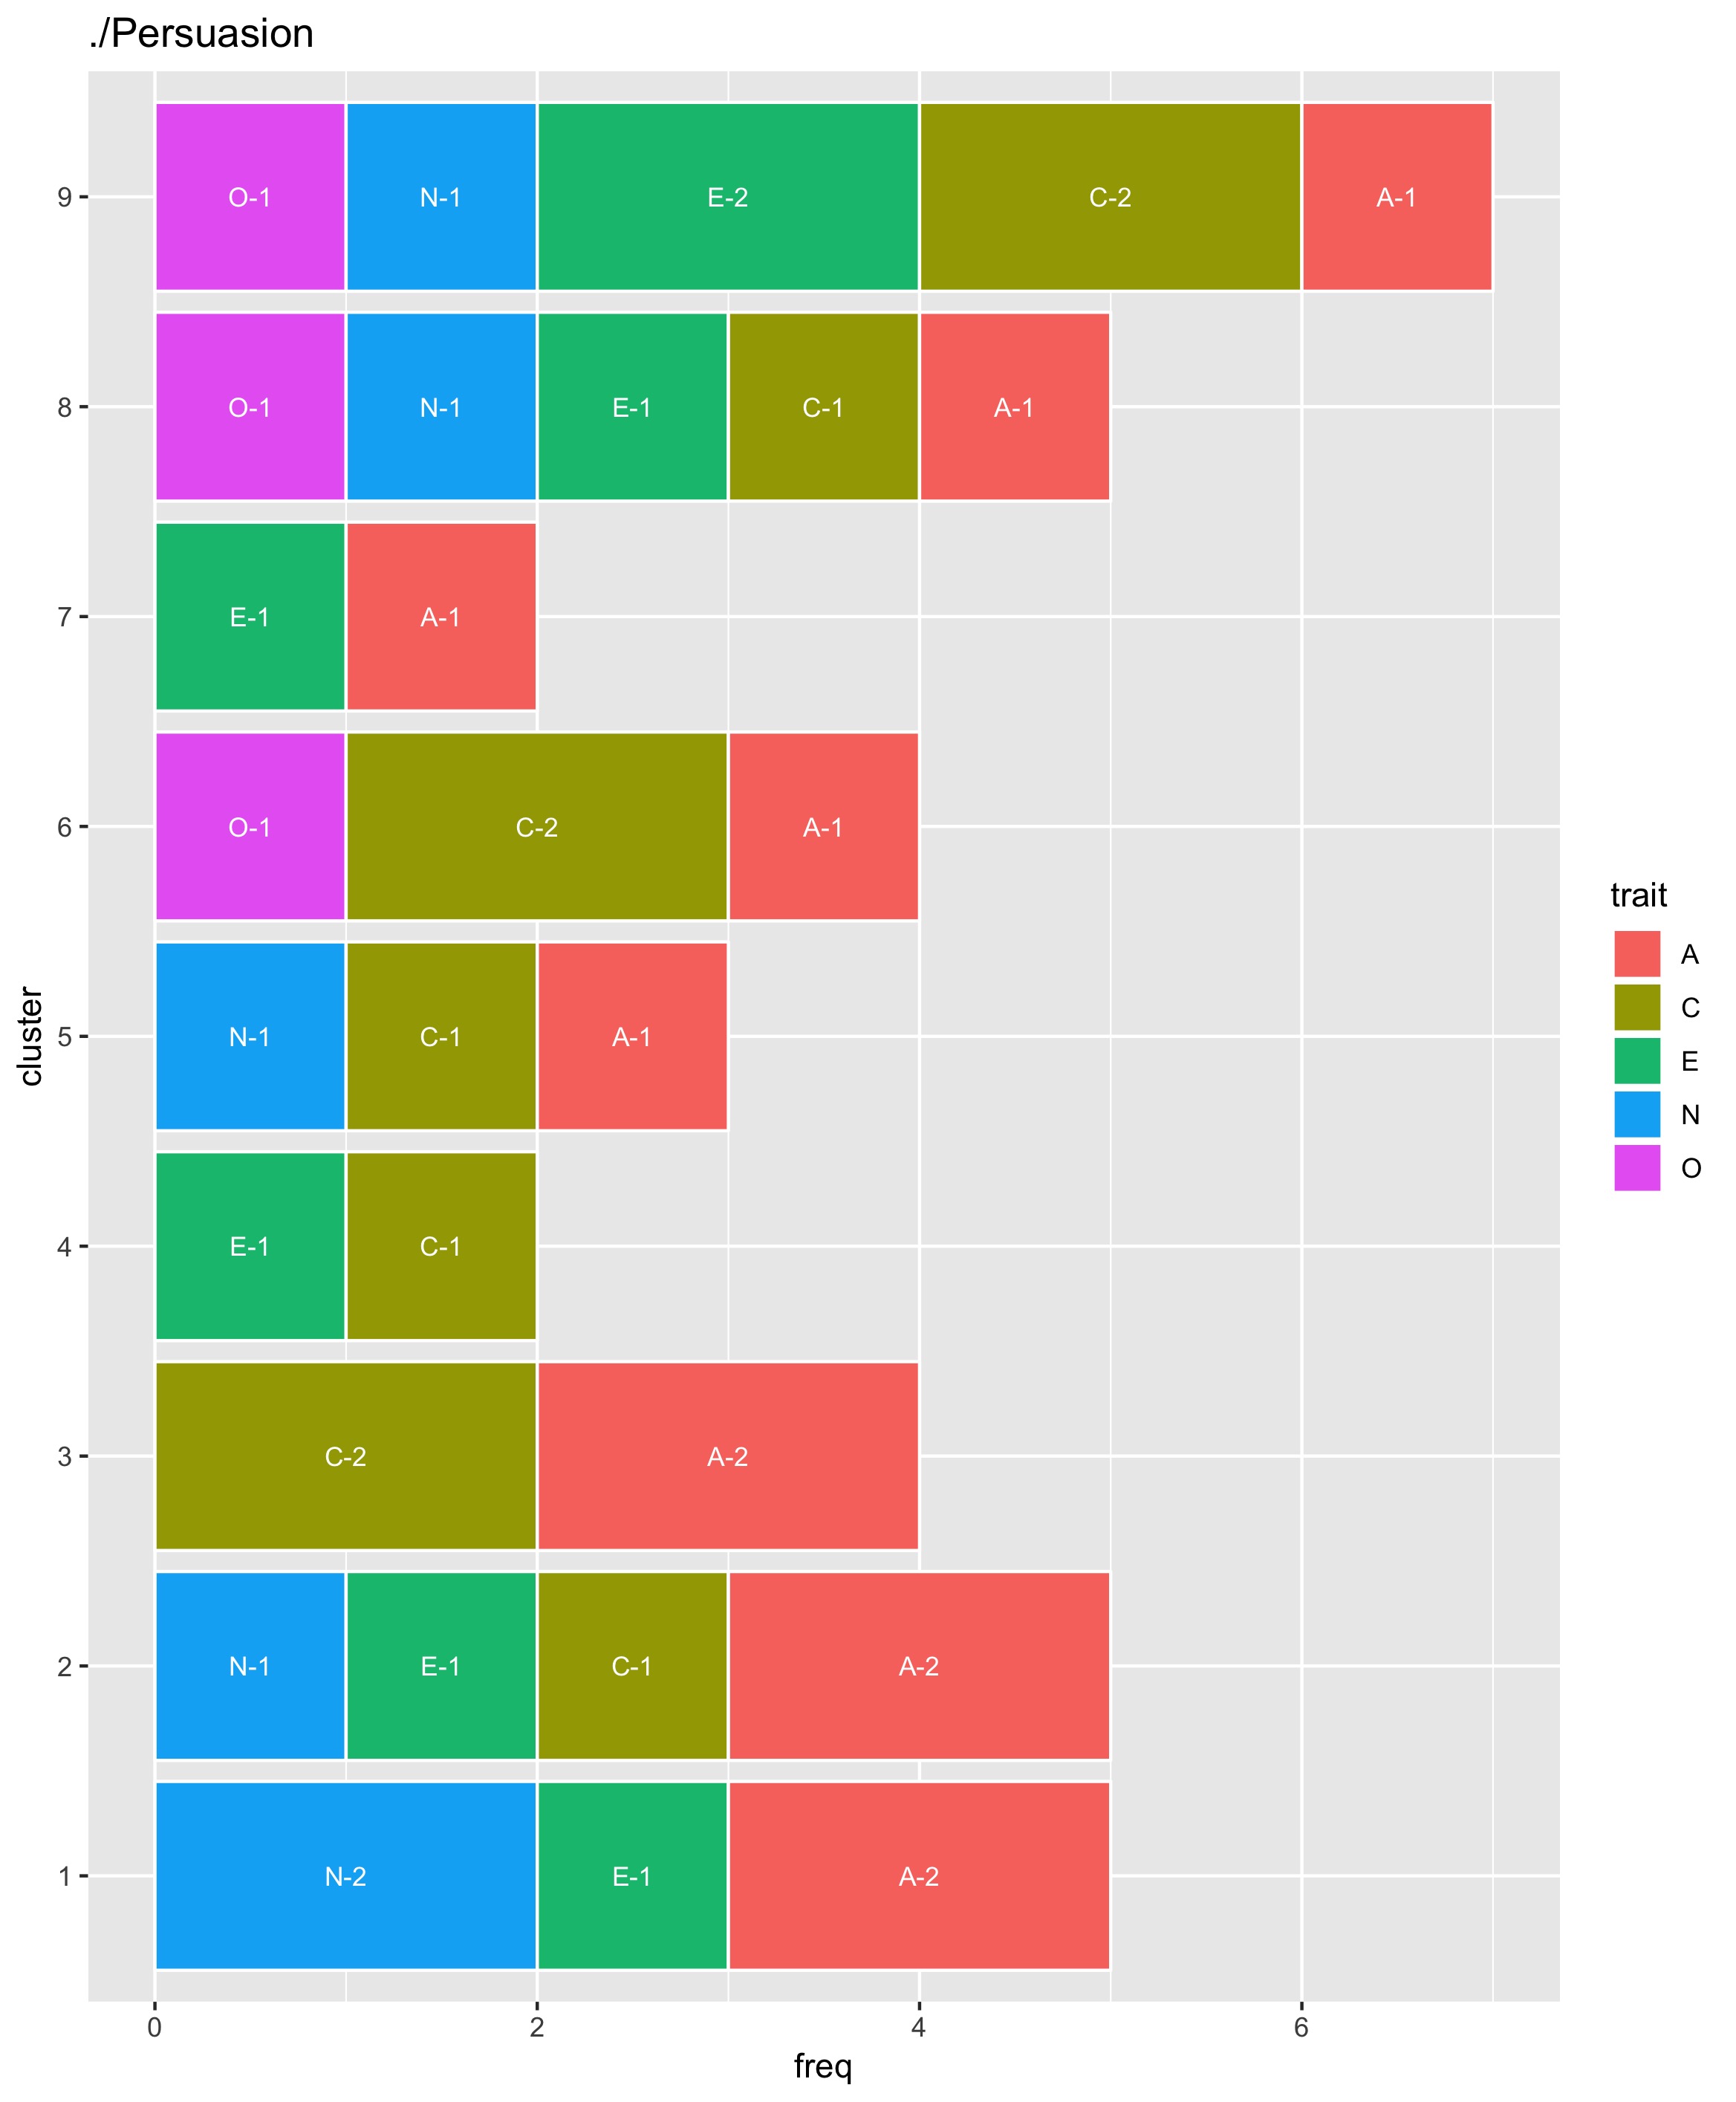 ./Persuasion
9
O-1 N-1 E-2 C-2 A-1
8
O-1 N-1 E-1 C-1 A-1
7
E-1 A-1
6
O-1 C-2 A-1
5
N-1 C-1 A-1
4
E-1 C-1
3
C-2 A-2
2
N-1 E-1 C-1 A-2
1
N-2 E-1 A-2
cluster
0 2 4 6
freq
trait
A
C
E
N
O